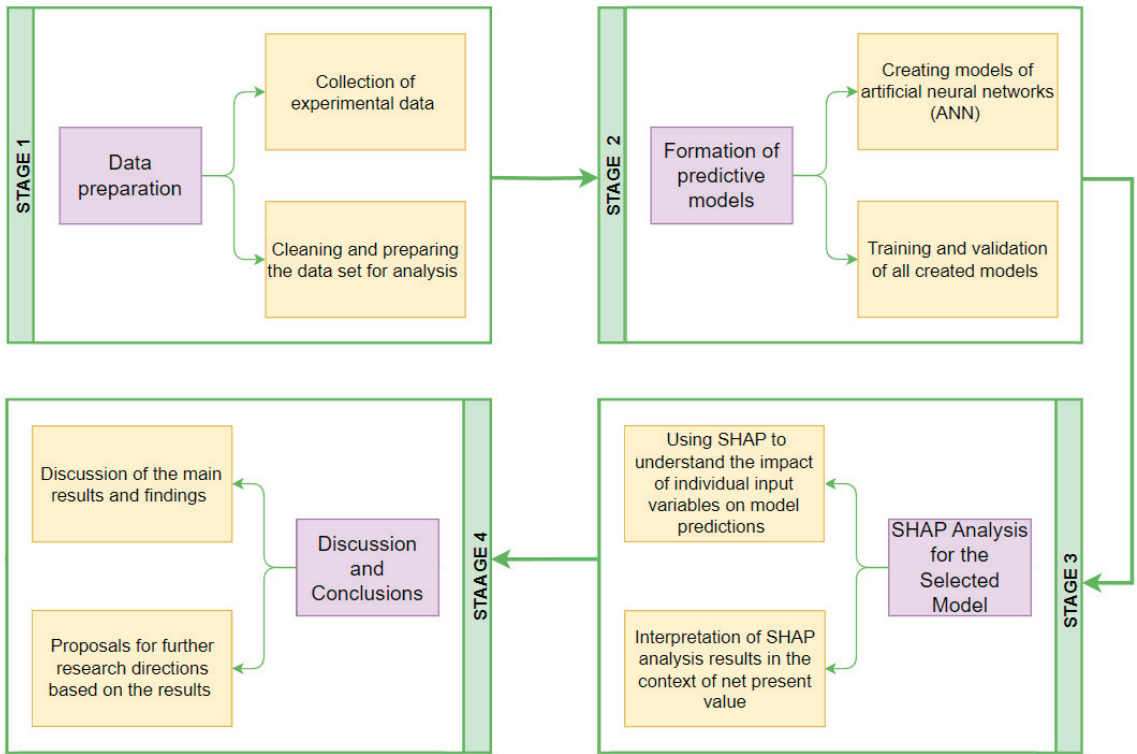 STAGE 1
Data
preparation
Collection of
experimental data
Cleaning and preparing
the data set for analysis
STAGE 2
Formation of
predictive
models
Creating models of
artificial neural networks
(ANN)
Training and validation
of all created models
STAGE 3
SHAP Analysis
for the
Selected
Model
Using SHAP to
understand the impact
of individual input
variables on model
predictions
Interpretation of SHAP
analysis results in the
context of net present
value
STAAGE 4
Discussion
and
Conclusions
Discussion of the main
results and findings
Proposals for further
research directions
based on the results